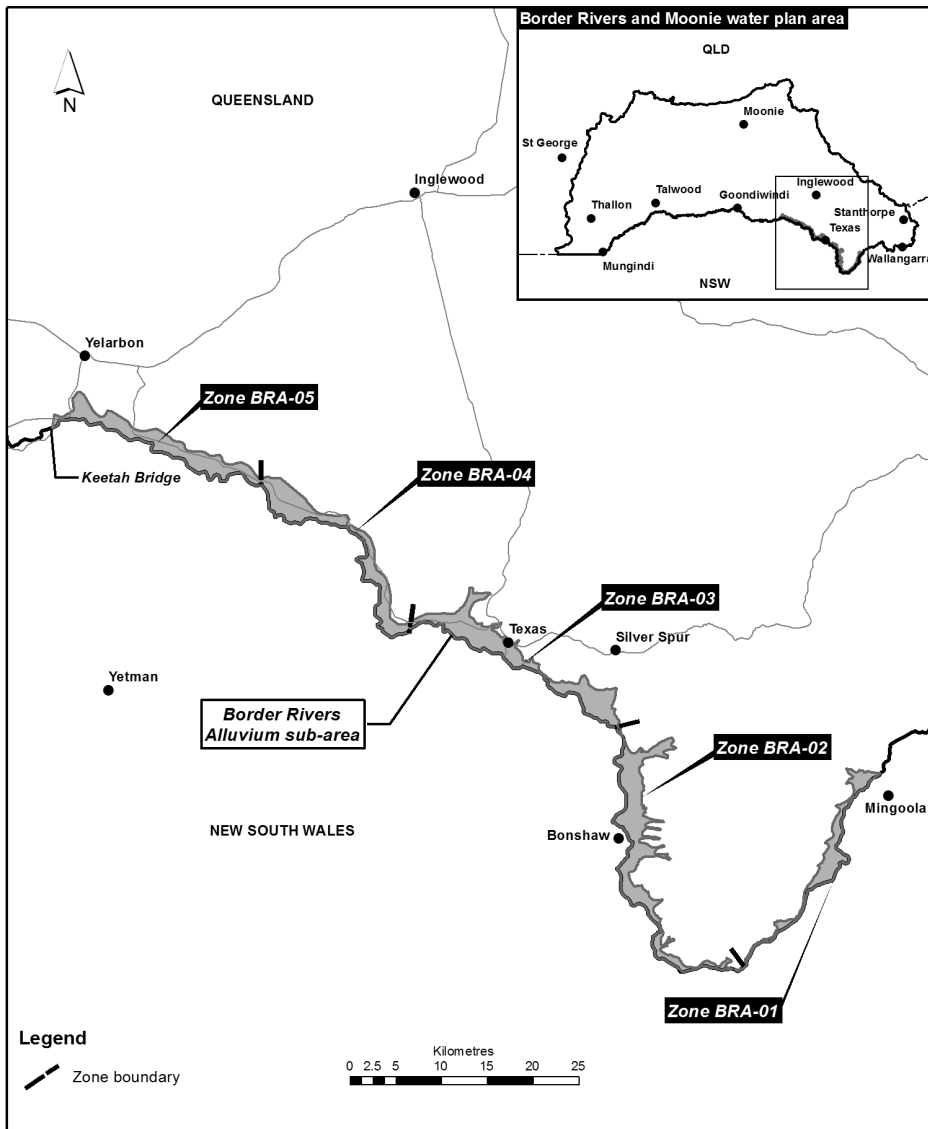 Border Rivers and Moonie water plan area
QLD
Moonie
St George
Inglewood
Talwood
Goondiwindi
Thallon
Stanthorpe
Texas
Wallangarra
Mungindi
NSW
N
QUEENSLAND
Inglewood
Yelarbon
Zone BRA-05
Keetah Bridge
Zone BRA-04
Zone BRA-03
Texas
Silver Spur
Yetman
Border Rivers
Alluvium sub-area
Zone BRA-02
Mingoola
NEW SOUTH WALES
Bonshaw
Zone BRA-01
Legend
Zone boundary
Kilometres
0 2.5 5 10 15 20 25